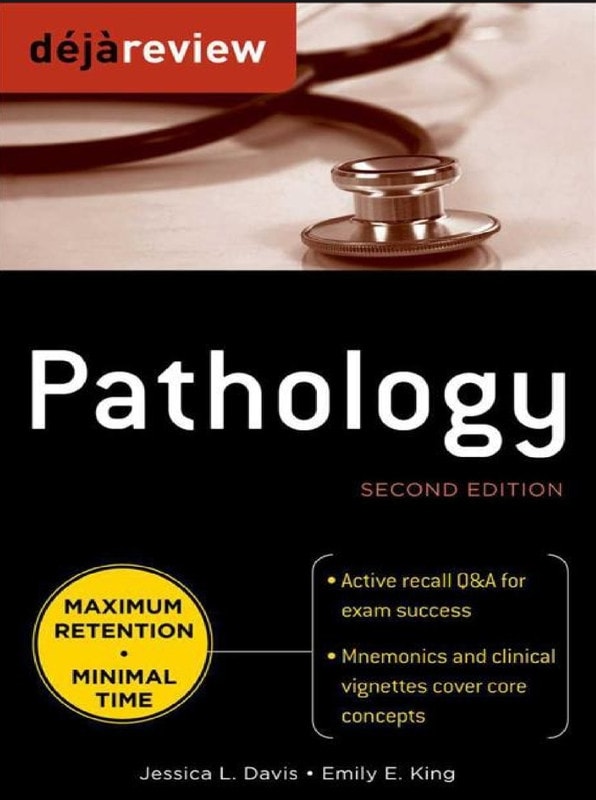 déjàreview
Pathology
SECOND EDITION
MAXIMUM
RETENTION
•
MINIMAL
TIME
• Active recall Q&A for
exam success
• Mnemonics and clinical
vignettes cover core
concepts
Jessica L. Davis • Emily E. King